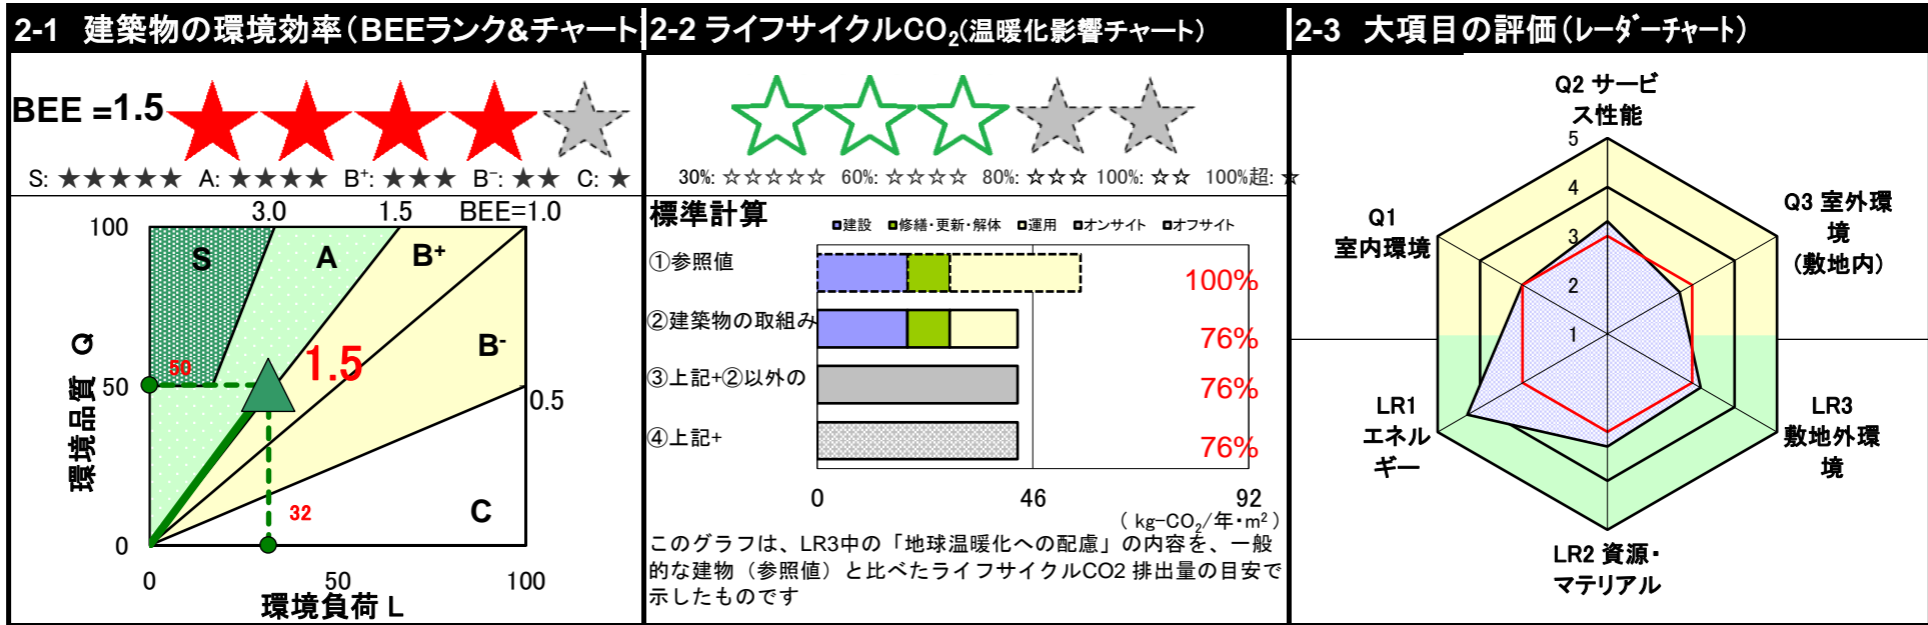 2-1 建築物の環境効率(BEEランク&チャート)
BEE = 1.5
S: ★★★★★ A: ★★★★ B+: ★★★ B-: ★★ C: ★
3.0 1.5 BEE=1.0
100
S A B+
環境品質 Q
50
50
1.5
B-
0.5
32
C
0
0 50 100
環境負荷 L
2-2 ライフサイクルCO2(温暖化影響チャート)
30%: ☆☆☆☆☆ 60%: ☆☆☆☆ 80%: ☆☆☆ 100%: ☆☆ 100%超: ☆
標準計算
■建設 ■修繕・更新・解体 ■運用 ■オンサイト ■オフサイト
①参照値 100%
②建築物の取組み 76%
③上記+②以外の 76%
④上記+ 76%
0 46 92
( kg-CO2/年・m2 )
このグラフは、LR3中の「地球温暖化への配慮」の内容を、一般
的な建物(参照値)と比べたライフサイクルCO2 排出量の目安で
示したものです
2-3 大項目の評価(レーダーチャート)
Q2 サービ
ス性能
5
4
3
2
1
Q1
室内環境
Q3 室外環
境
(敷地内)
LR1
エネル
ギー
LR3
敷地外環
境
LR2 資源・
マテリアル